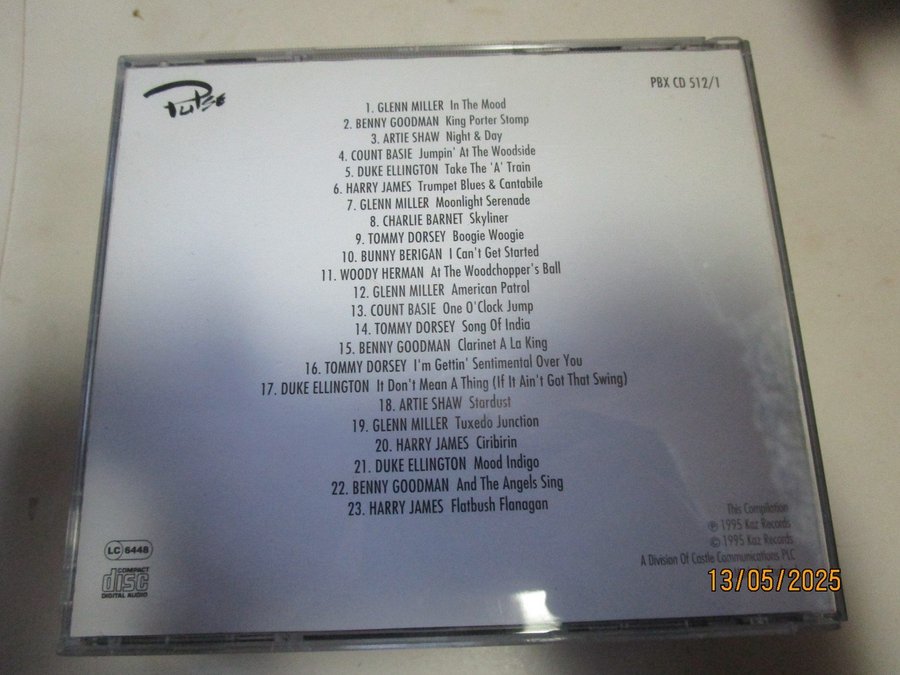 Pulse
PBX CD 512/1
1. GLENN MILLER In The Mood
2. BENNY GOODMAN King Porter Stomp
3. ARTIE SHAW Night & Day
4. COUNT BASIE Jumpin' At The Woodside
5. DUKE ELLINGTON Take The 'A' Train
6. HARRY JAMES Trumpet Blues & Cantabile
7. GLENN MILLER Moonlight Serenade
8. CHARLIE BARNET Skyliner
9. TOMMY DORSEY Boogie Woogie
10. BUNNY BERIGAN I Can't Get Started
11. WOODY HERMAN At The Woodchopper's Ball
12. GLENN MILLER American Patrol
13. COUNT BASIE One O'Clock Jump
14. TOMMY DORSEY Song Of India
15. BENNY GOODMAN Clarinet A La King
16. TOMMY DORSEY I'm Gettin' Sentimental Over You
17. DUKE ELLINGTON It Don't Mean A Thing (If It Ain't Got That Swing)
18. ARTIE SHAW Stardust
19. GLENN MILLER Tuxedo Junction
20. HARRY JAMES Ciribirin
21. DUKE ELLINGTON Mood Indigo
22. BENNY GOODMAN And The Angels Sing
23. HARRY JAMES Flatbush Flanagan
This Compilation
℗ 1995 Kaz Records
© 1995 Kaz Records
A Division Of Castle Communications PLC
LC 6448
COMPACT
disc
DIGITAL AUDIO
13/05/2025